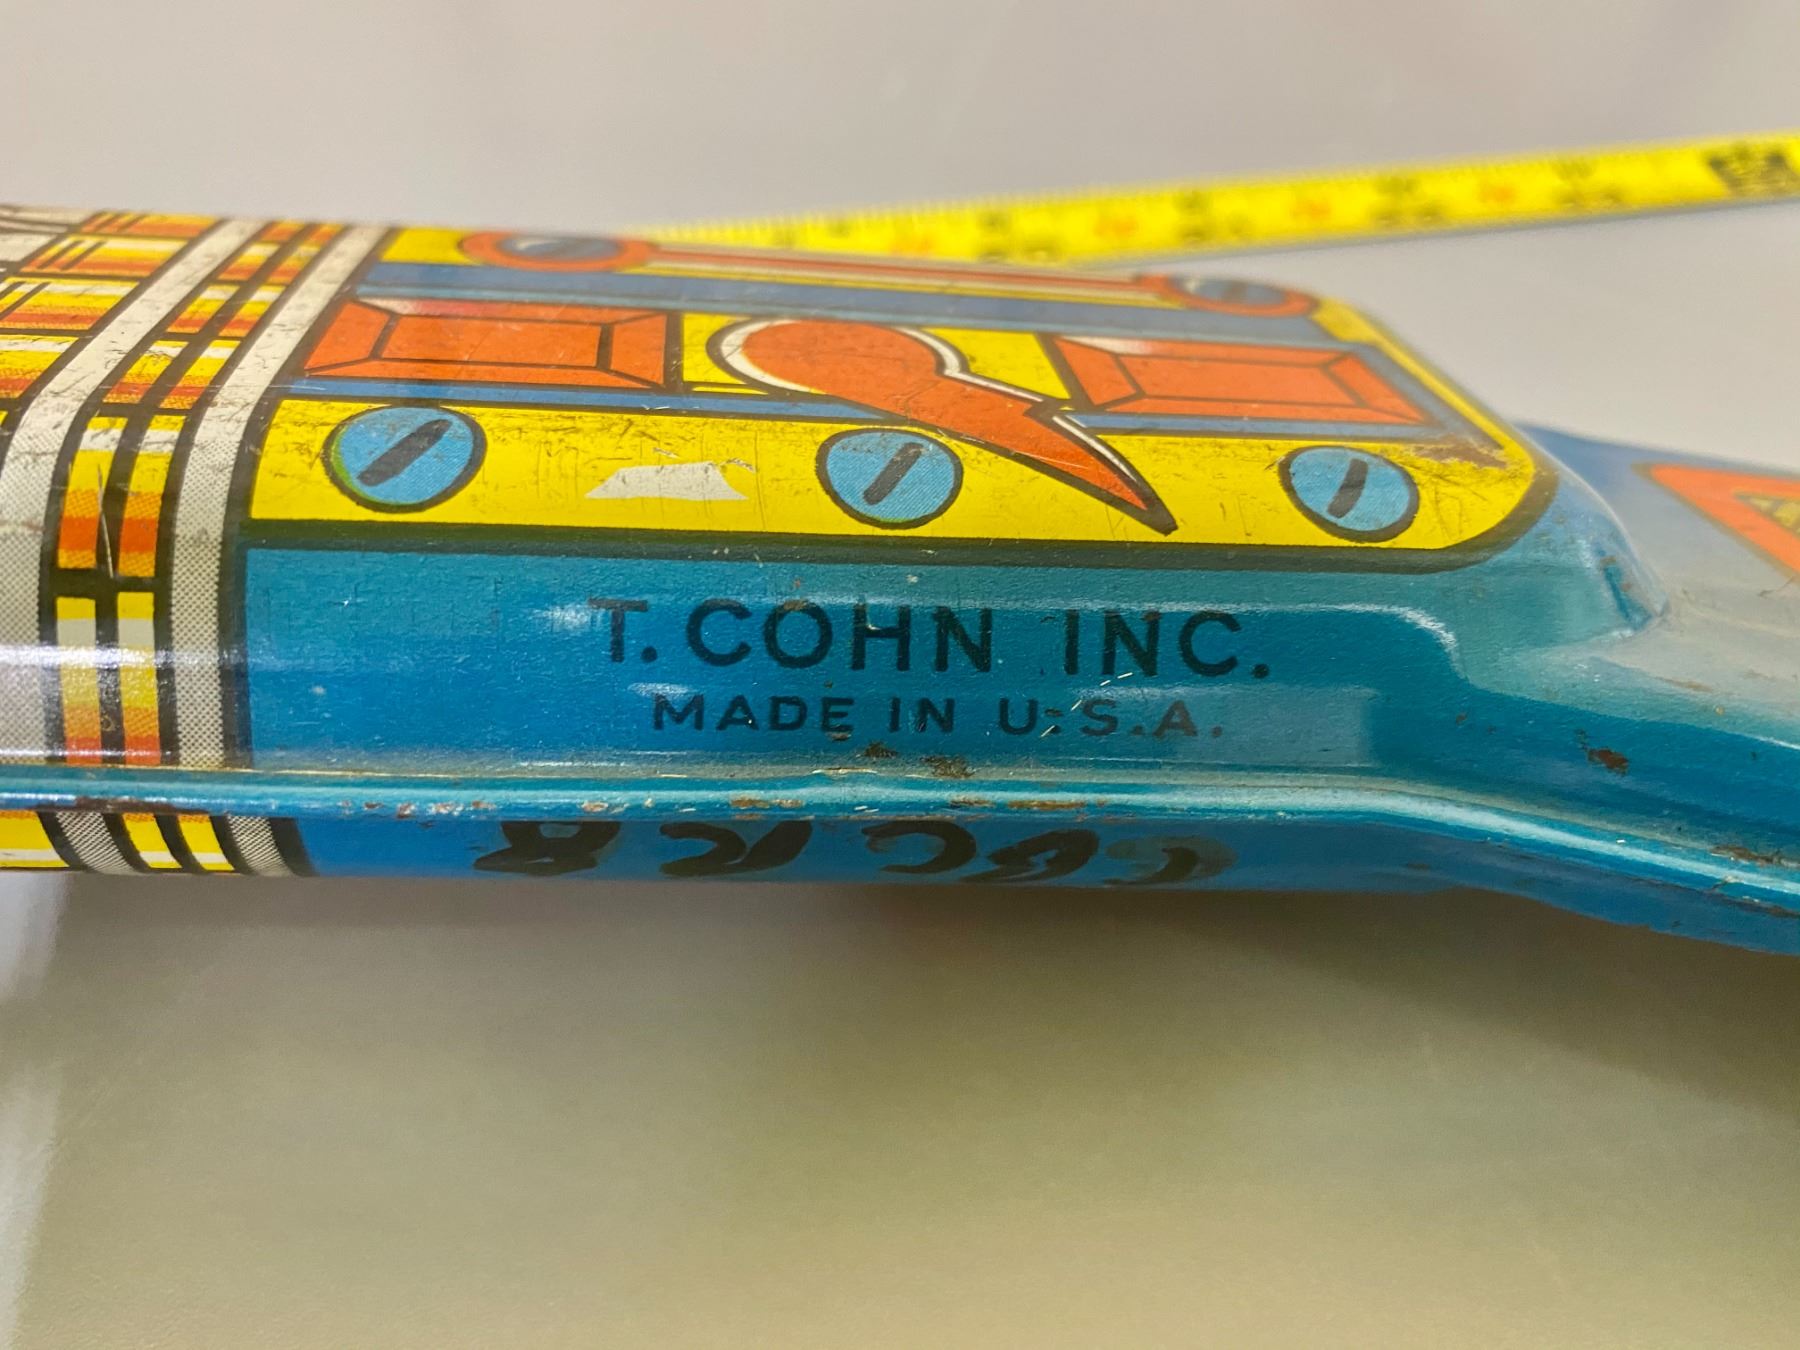 T. COHN INC.
MADE IN U.S.A.